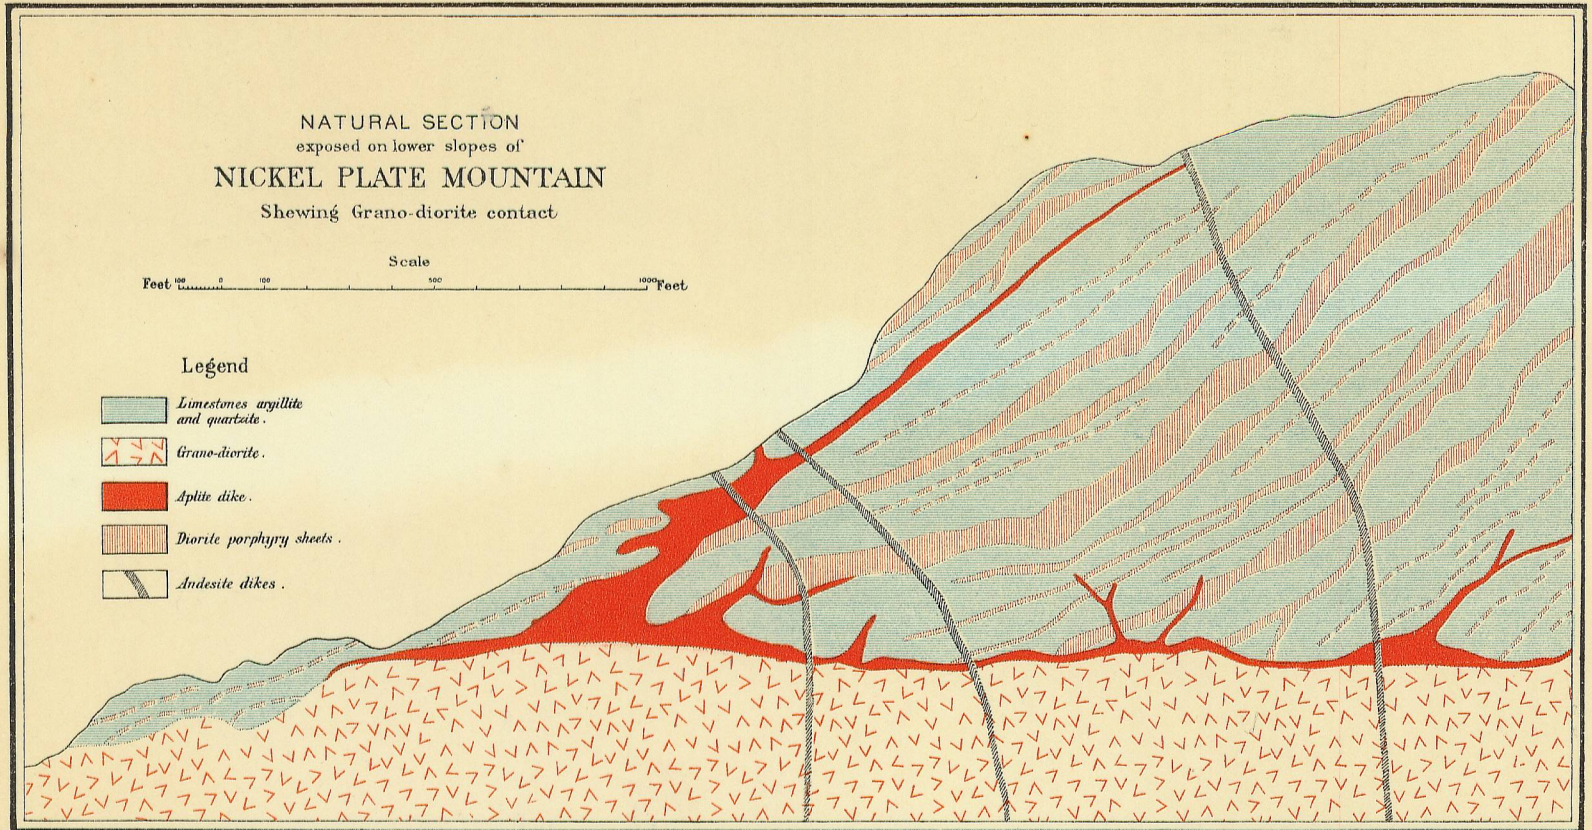 NATURAL SECTION
exposed on lower slopes of
NICKEL PLATE MOUNTAIN
Shewing Grano-diorite contact
Scale
Feet 100 0 100 500 1000 Feet
Legend
Limestones argillite
and quartzite.
Grano-diorite.
Aplite dike.
Diorite porphyry sheets.
Andesite dikes.